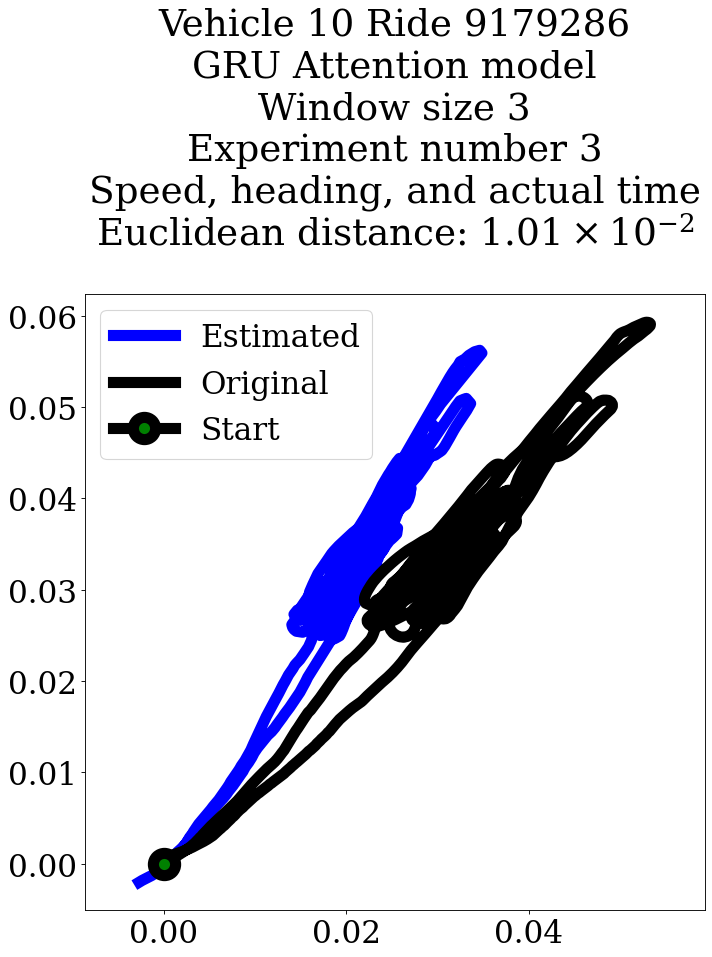 Vehicle 10 Ride 9179286
GRU Attention model
Window size 3
Experiment number 3
Speed, heading, and actual time
Euclidean distance: 1.01 × 10⁻²
0.06
0.05
0.04
0.03
0.02
0.01
0.00
Estimated
Original
Start
0.00 0.02 0.04